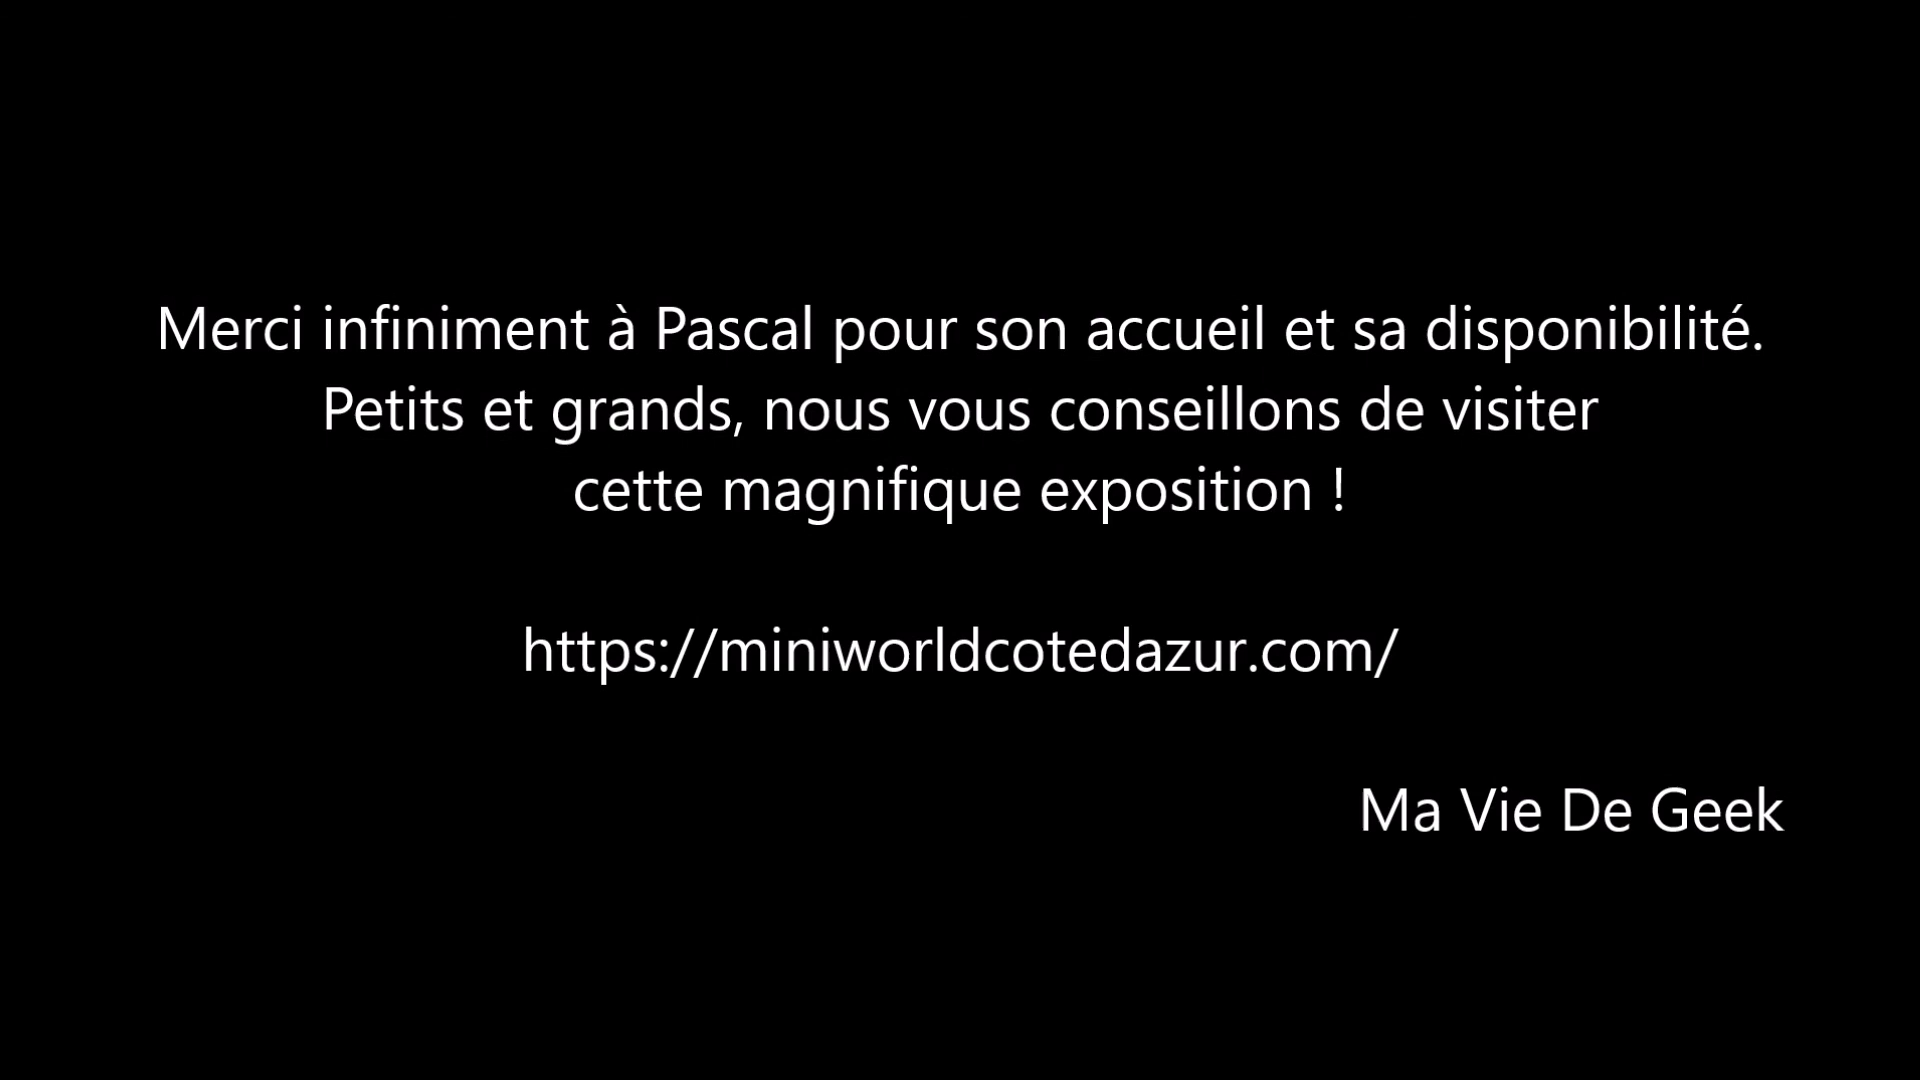 Merci infiniment à Pascal pour son accueil et sa disponibilité.
Petits et grands, nous vous conseillons de visiter
cette magnifique exposition !
https://miniworldcotedazur.com/
Ma Vie De Geek